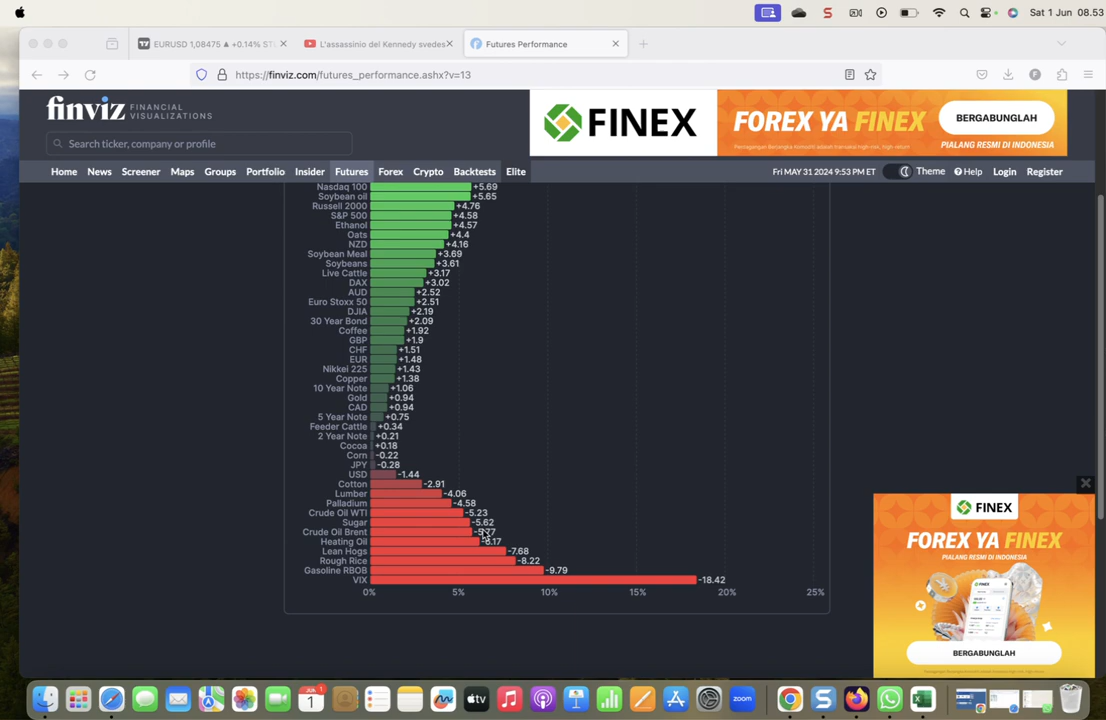 Sat 1 Jun 08.53
EURUSD 1,08475 ▲ +0.14%
L'assassinio del Kennedy svedes
Futures Performance
https://finviz.com/futures_performance.ashx?v=13
finviz FINANCIAL VISUALIZATIONS
FINEX
FOREX YA FINEX
BERGABUNGLAH
PIALANG RESMI DI INDONESIA
Search ticker, company or profile
Home News Screener Maps Groups Portfolio Insider Futures Forex Crypto Backtests Elite
FRI MAY 31 2024 9:53 PM ET Theme Help Login Register
Nasdaq 100 +5.69
Soybean oil +5.65
Russell 2000 +4.76
S&P 500 +4.58
Ethanol +4.57
Oats +4.4
NZD +4.16
Soybean Meal +3.69
Soybeans +3.61
Live Cattle +3.17
DAX +3.02
AUD +2.52
Euro Stoxx 50 +2.51
DJIA +2.19
30 Year Bond +2.09
Coffee +1.92
GBP +1.9
CHF +1.51
EUR +1.48
Nikkei 225 +1.43
Copper +1.38
10 Year Note +1.06
Gold +0.94
CAD +0.94
5 Year Note +0.75
Feeder Cattle +0.34
2 Year Note +0.21
Cocoa +0.18
Corn -0.22
JPY -0.28
USD -1.44
Cotton -2.91
Lumber -4.06
Palladium -4.58
Crude Oil WTI -5.23
Sugar -5.62
Crude Oil Brent
Heating Oil -6.17
Lean Hogs -7.68
Rough Rice -8.22
Gasoline RBOB -9.79
VIX -18.42
0% 5% 10% 15% 20% 25%
FINEX
FOREX YA FINEX
BERGABUNGLAH
JUN 1
tv
zoom